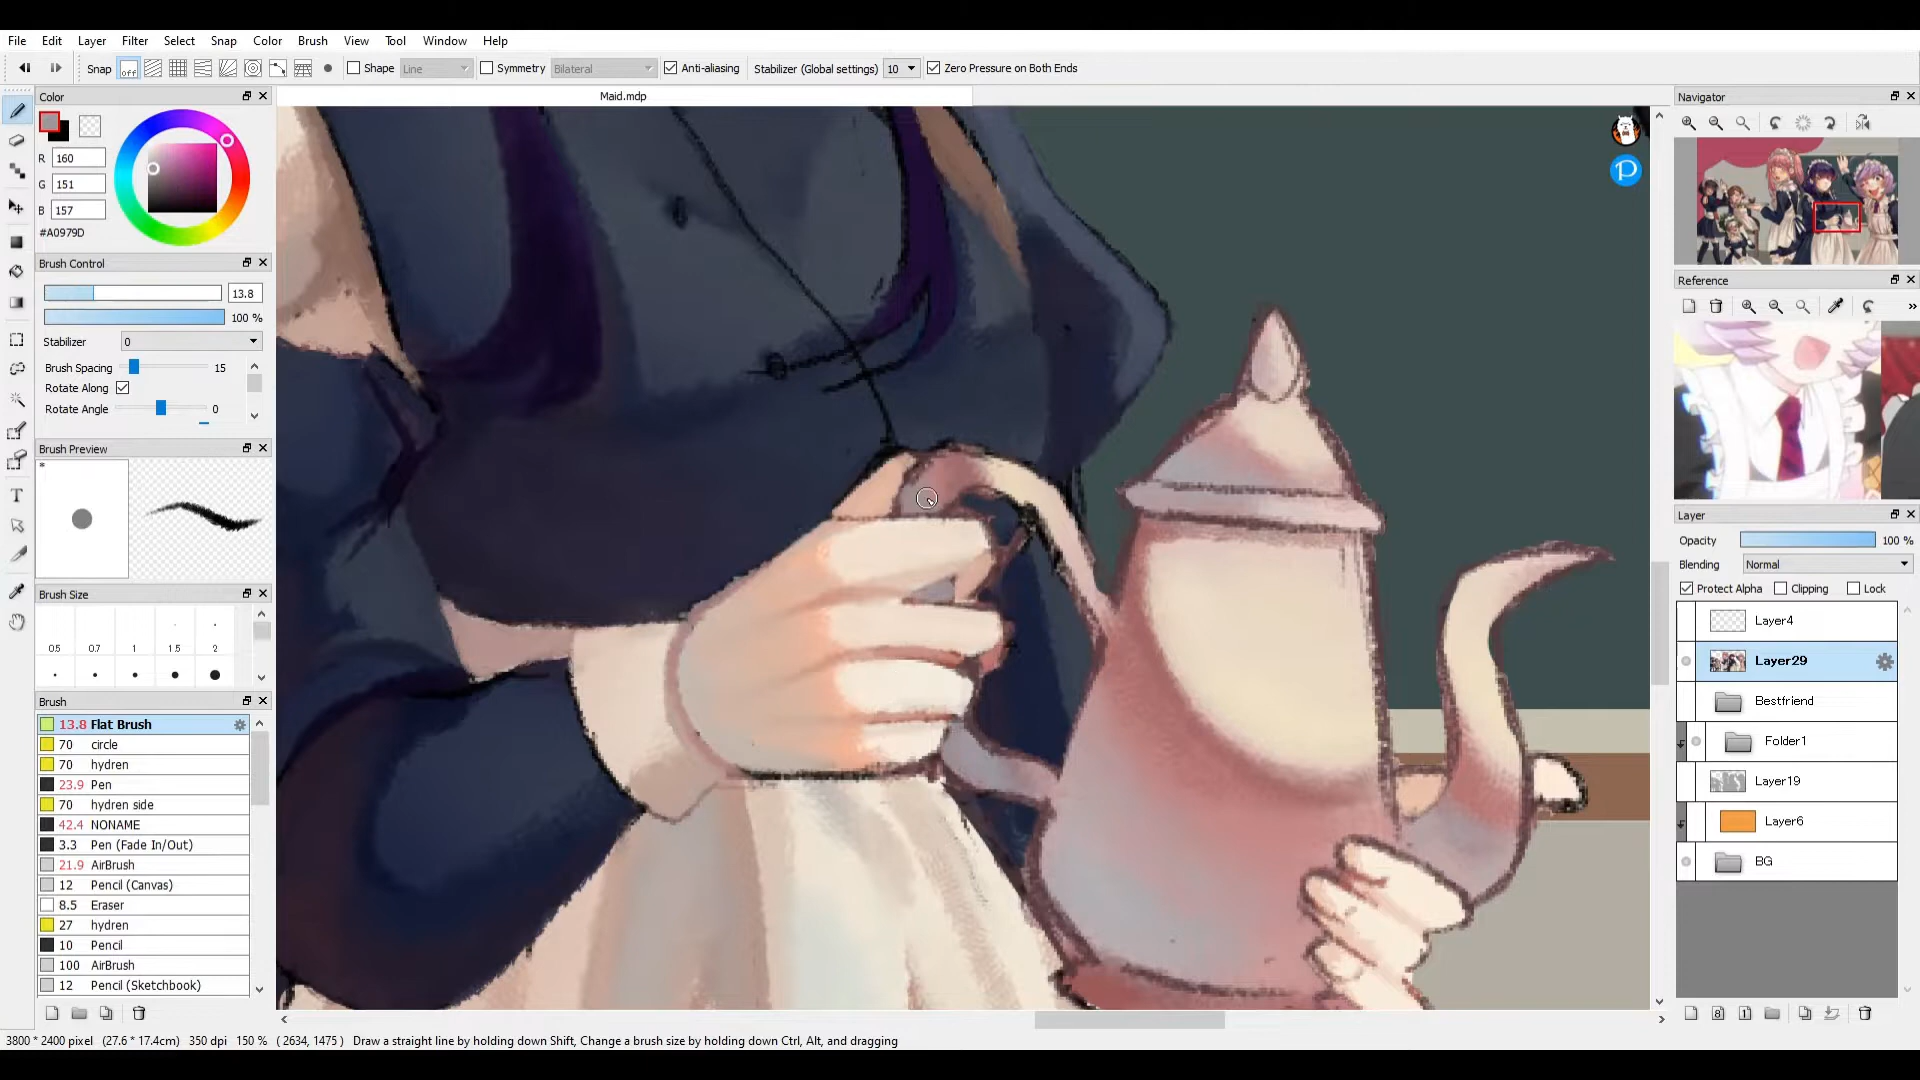 File Edit Layer Filter Select Snap Color Brush View Tool Window Help
Snap off Shape Line Symmetry Bilateral Anti-aliasing Stabilizer (Global settings) 10 Zero Pressure on Both Ends
Color
R 160
G 151
B 157
#A0979D
Brush Control
13.8
100 %
Stabilizer 0
Brush Spacing 15
Rotate Along
Rotate Angle 0
Brush Preview
*
Brush Size
0.5 0.7 1 1.5 2
Brush
13.8 Flat Brush
70 circle
70 hydren
23.9 Pen
70 hydren side
42.4 NONAME
3.3 Pen (Fade In/Out)
21.9 AirBrush
12 Pencil (Canvas)
8.5 Eraser
27 hydren
10 Pencil
100 AirBrush
12 Pencil (Sketchbook)
Maid.mdp
Navigator
Reference
»
Layer
Opacity 100 %
Blending Normal
Protect Alpha Clipping Lock
Layer4
Layer29
Bestfriend
Folder1
Layer19
Layer6
BG
3800 * 2400 pixel (27.6 * 17.4cm) 350 dpi 150 % ( 2634, 1475 ) Draw a straight line by holding down Shift, Change a brush size by holding down Ctrl, Alt, and dragging